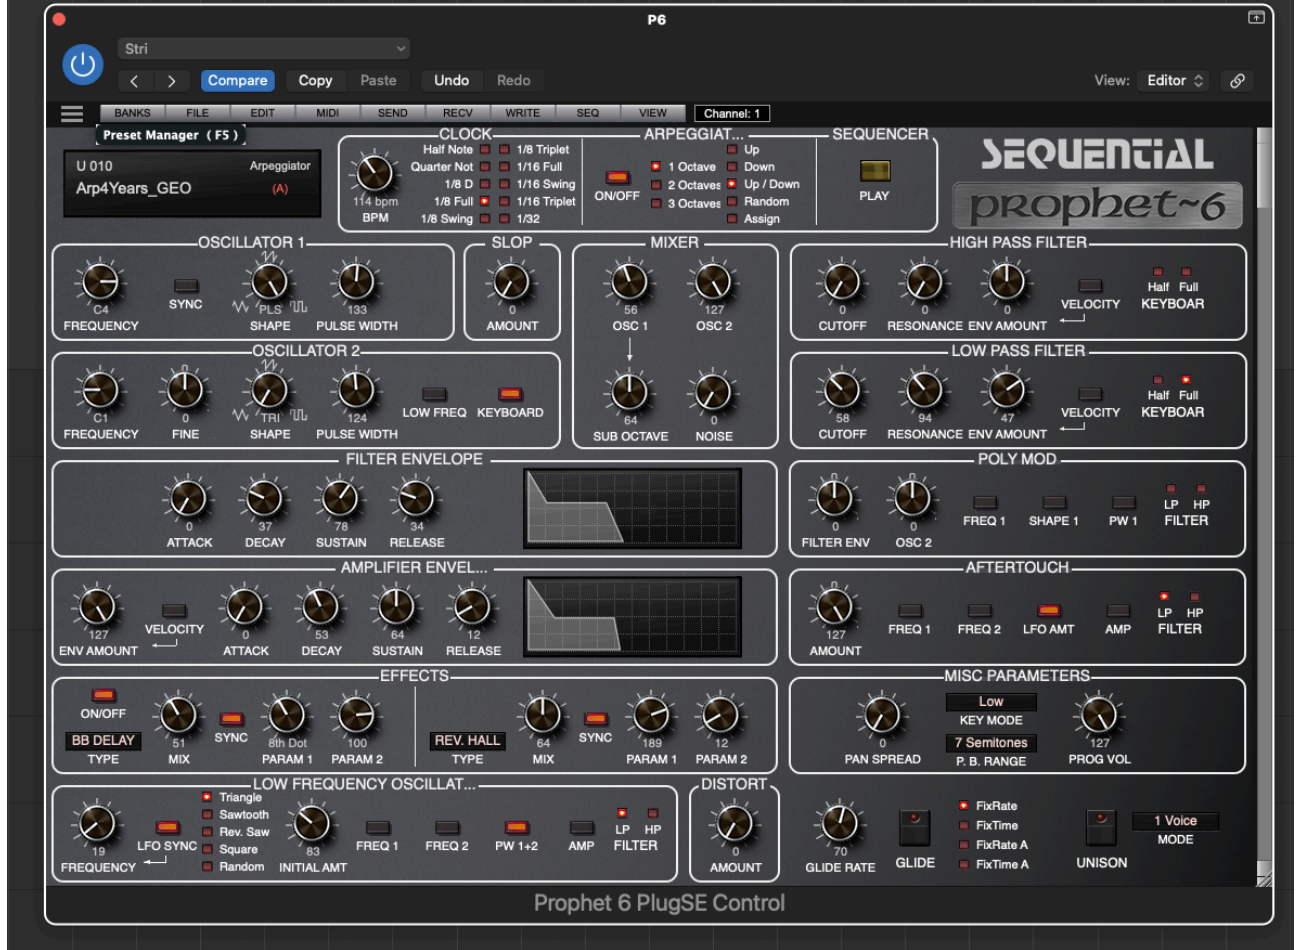 P6
Stri
Compare Copy Paste Undo Redo View: Editor
BANKS FILE EDIT MIDI SEND RECV WRITE SEQ VIEW Channel: 1
Preset Manager ( F5 )
U 010 Arpeggiator
Arp4Years_GEO (A)
CLOCK
114 bpm
BPM
Half Note 1/8 Triplet
Quarter Not 1/16 Full
1/8 D 1/16 Swing
1/8 Full 1/16 Triplet
1/8 Swing 1/32
ARPEGGIAT...
ON/OFF
1 Octave
2 Octaves
3 Octaves
Up
Down
Up / Down
Random
Assign
SEQUENCER
PLAY
SEQUENTIAL
prophet~6
OSCILLATOR 1
C4 PLS 133
FREQUENCY SYNC SHAPE PULSE WIDTH
SLOP
0
AMOUNT
MIXER
56 127
OSC 1 OSC 2
64 0
SUB OCTAVE NOISE
HIGH PASS FILTER
0 0 0
CUTOFF RESONANCE ENV AMOUNT VELOCITY
Half Full
KEYBOAR
OSCILLATOR 2
C1 0 TRI 124
FREQUENCY FINE SHAPE PULSE WIDTH LOW FREQ KEYBOARD
LOW PASS FILTER
58 94 47
CUTOFF RESONANCE ENV AMOUNT VELOCITY
Half Full
KEYBOAR
FILTER ENVELOPE
0 37 78 34
ATTACK DECAY SUSTAIN RELEASE
POLY MOD
0 0
FILTER ENV OSC 2 FREQ 1 SHAPE 1 PW 1
LP HP
FILTER
AMPLIFIER ENVEL...
127 0 53 64 12
ENV AMOUNT VELOCITY ATTACK DECAY SUSTAIN RELEASE
AFTERTOUCH
127
AMOUNT FREQ 1 FREQ 2 LFO AMT AMP
LP HP
FILTER
EFFECTS
ON/OFF
BB DELAY
TYPE
51
MIX
SYNC
8th Dot
PARAM 1
100
PARAM 2
REV. HALL
TYPE
64
MIX
SYNC
189
PARAM 1
12
PARAM 2
MISC PARAMETERS
0
PAN SPREAD
Low
KEY MODE
7 Semitones
P. B. RANGE
127
PROG VOL
LOW FREQUENCY OSCILLAT...
19
FREQUENCY
LFO SYNC
Triangle
Sawtooth
Rev. Saw
Square
Random
83
INITIAL AMT
FREQ 1 FREQ 2 PW 1+2 AMP
LP HP
FILTER
DISTORT
0
AMOUNT
70
GLIDE RATE
GLIDE
FixRate
FixTime
FixRate A
FixTime A
UNISON
1 Voice
MODE
Prophet 6 PlugSE Control